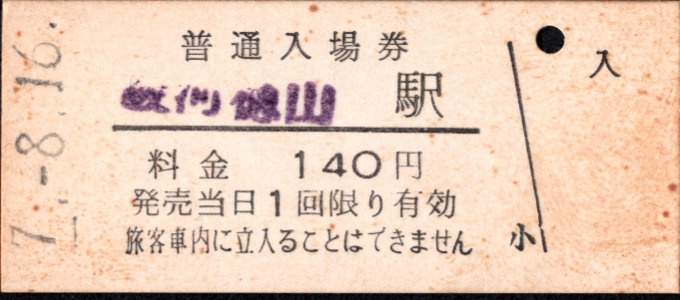 7.-8.16.
普通入場券
駅
料金 140円
発売当日1回限り有効
旅客車内に立入ることはできません
入
小